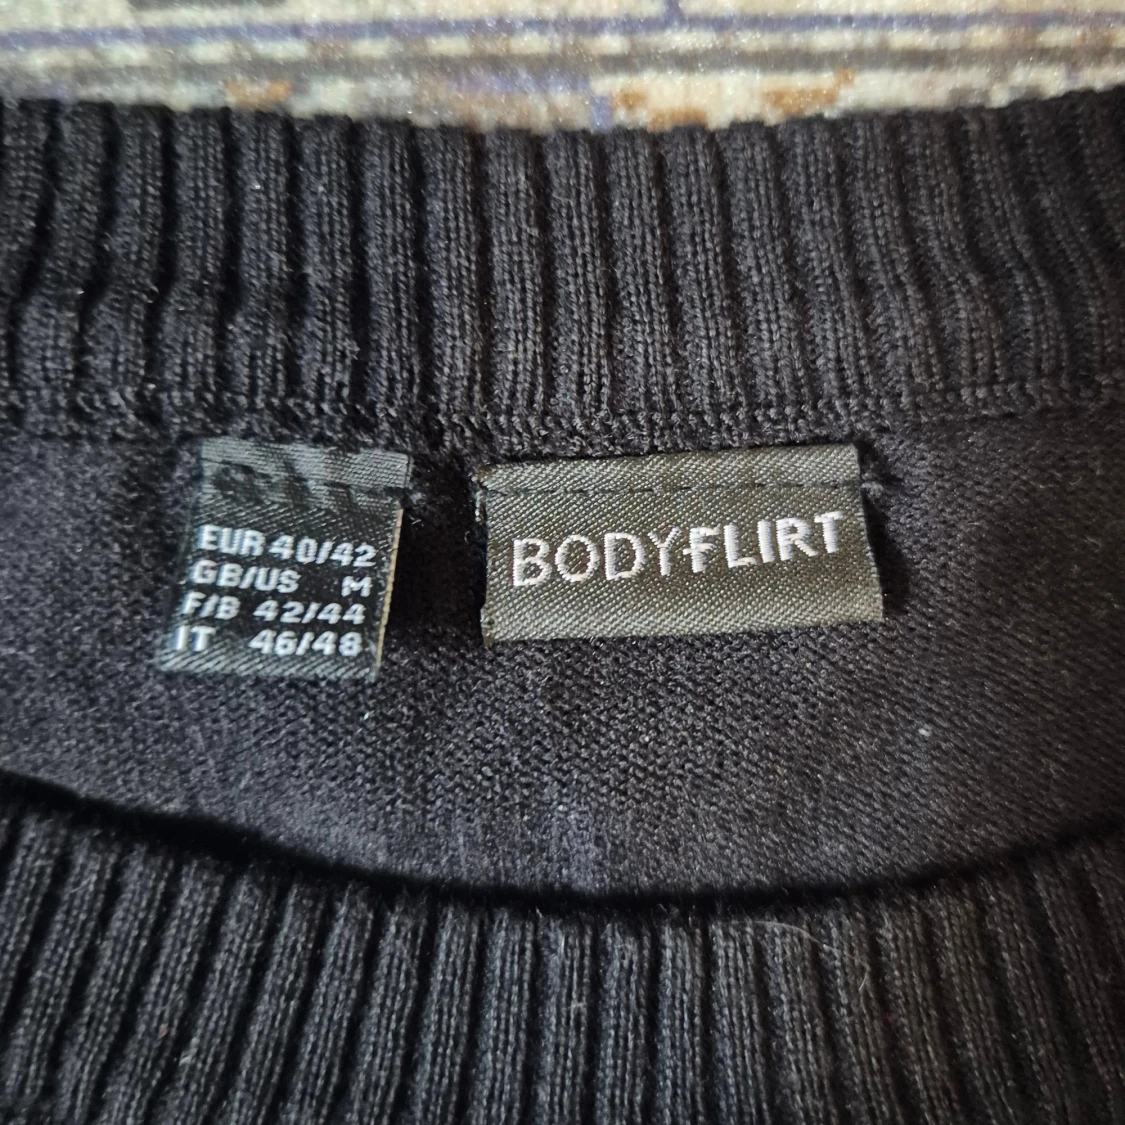 EUR 40/42
GB/US M
F/B 42/44
IT 46/48
BODYFLIRT